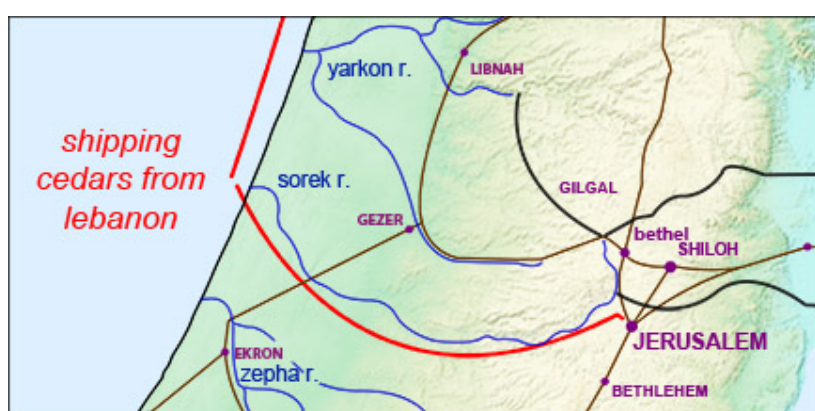 yarkon r.
LIBNAH
shipping
cedars from
lebanon
sorek r.
GILGAL
GEZER
bethel
SHILOH
JERUSALEM
EKRON
zepha r.
BETHLEHEM